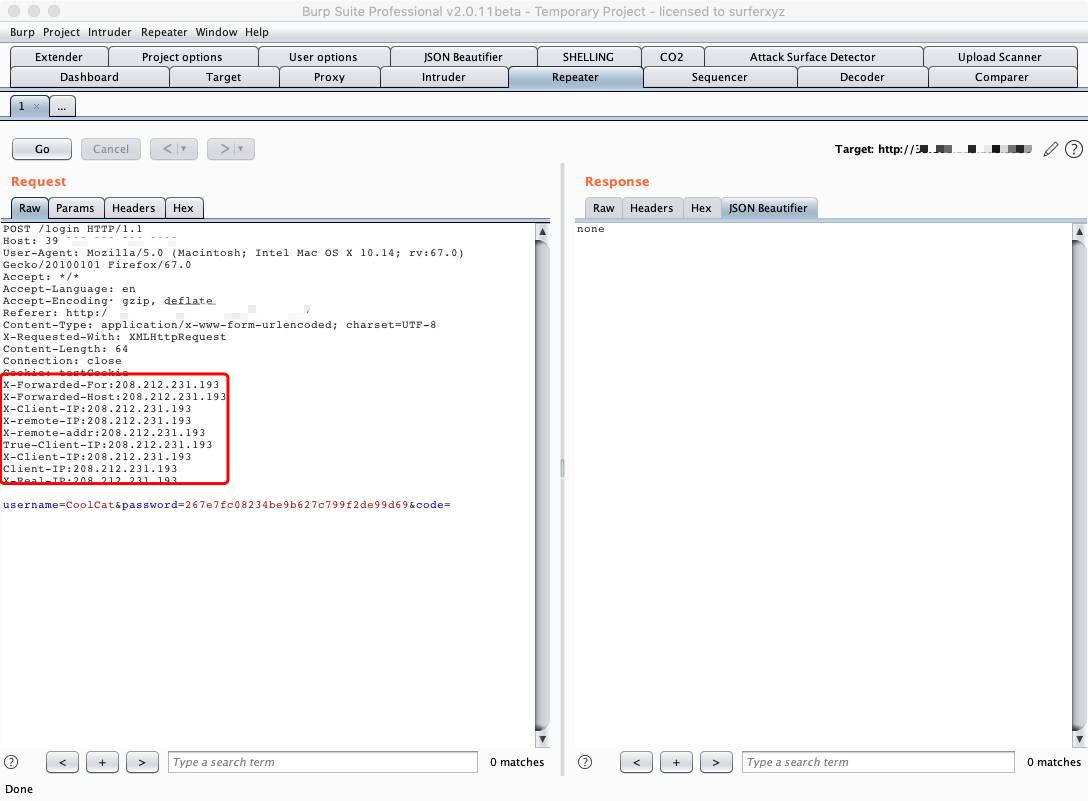 Burp Suite Professional v2.0.11beta - Temporary Project - licensed to surferxyz
Burp Project Intruder Repeater Window Help
Extender Project options User options JSON Beautifier SHELLING CO2 Attack Surface Detector Upload Scanner
Dashboard Target Proxy Intruder Repeater Sequencer Decoder Comparer
1 × ...
Go Cancel < > Target: http:// ?
Request
Raw Params Headers Hex
POST /login HTTP/1.1
Host: 39
User-Agent: Mozilla/5.0 (Macintosh; Intel Mac OS X 10.14; rv:67.0)
Gecko/20100101 Firefox/67.0
Accept: */*
Accept-Language: en
Accept-Encoding: gzip, deflate
Referer: http:/
Content-Type: application/x-www-form-urlencoded; charset=UTF-8
X-Requested-With: XMLHttpRequest
Content-Length: 64
Connection: close
Cookie: testCookie
X-Forwarded-For:208.212.231.193
X-Forwarded-Host:208.212.231.193
X-Client-IP:208.212.231.193
X-remote-IP:208.212.231.193
X-remote-addr:208.212.231.193
True-Client-IP:208.212.231.193
X-Client-IP:208.212.231.193
Client-IP:208.212.231.193
X-Real-IP:208.212.231.193
username=CoolCat&password=267e7fc08234be9b627c799f2de99d69&code=
? < + > Type a search term 0 matches
Response
Raw Headers Hex JSON Beautifier
none
? < + > Type a search term 0 matches
Done